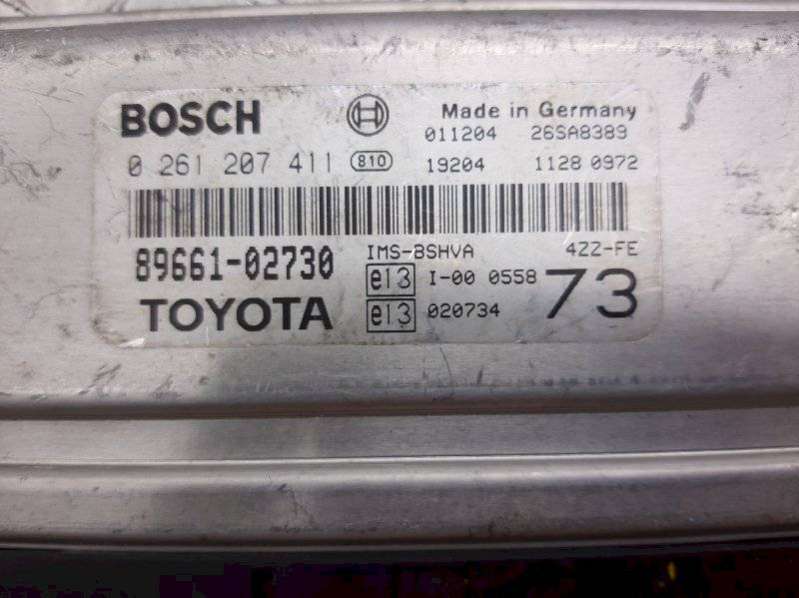 BOSCH Made in Germany
011204 26SA8389
0 261 207 411 810 19204 1128 0972
89661-02730 IMS-BSHVA 4ZZ-FE
e13 I-00 0558 73
TOYOTA e13 020734